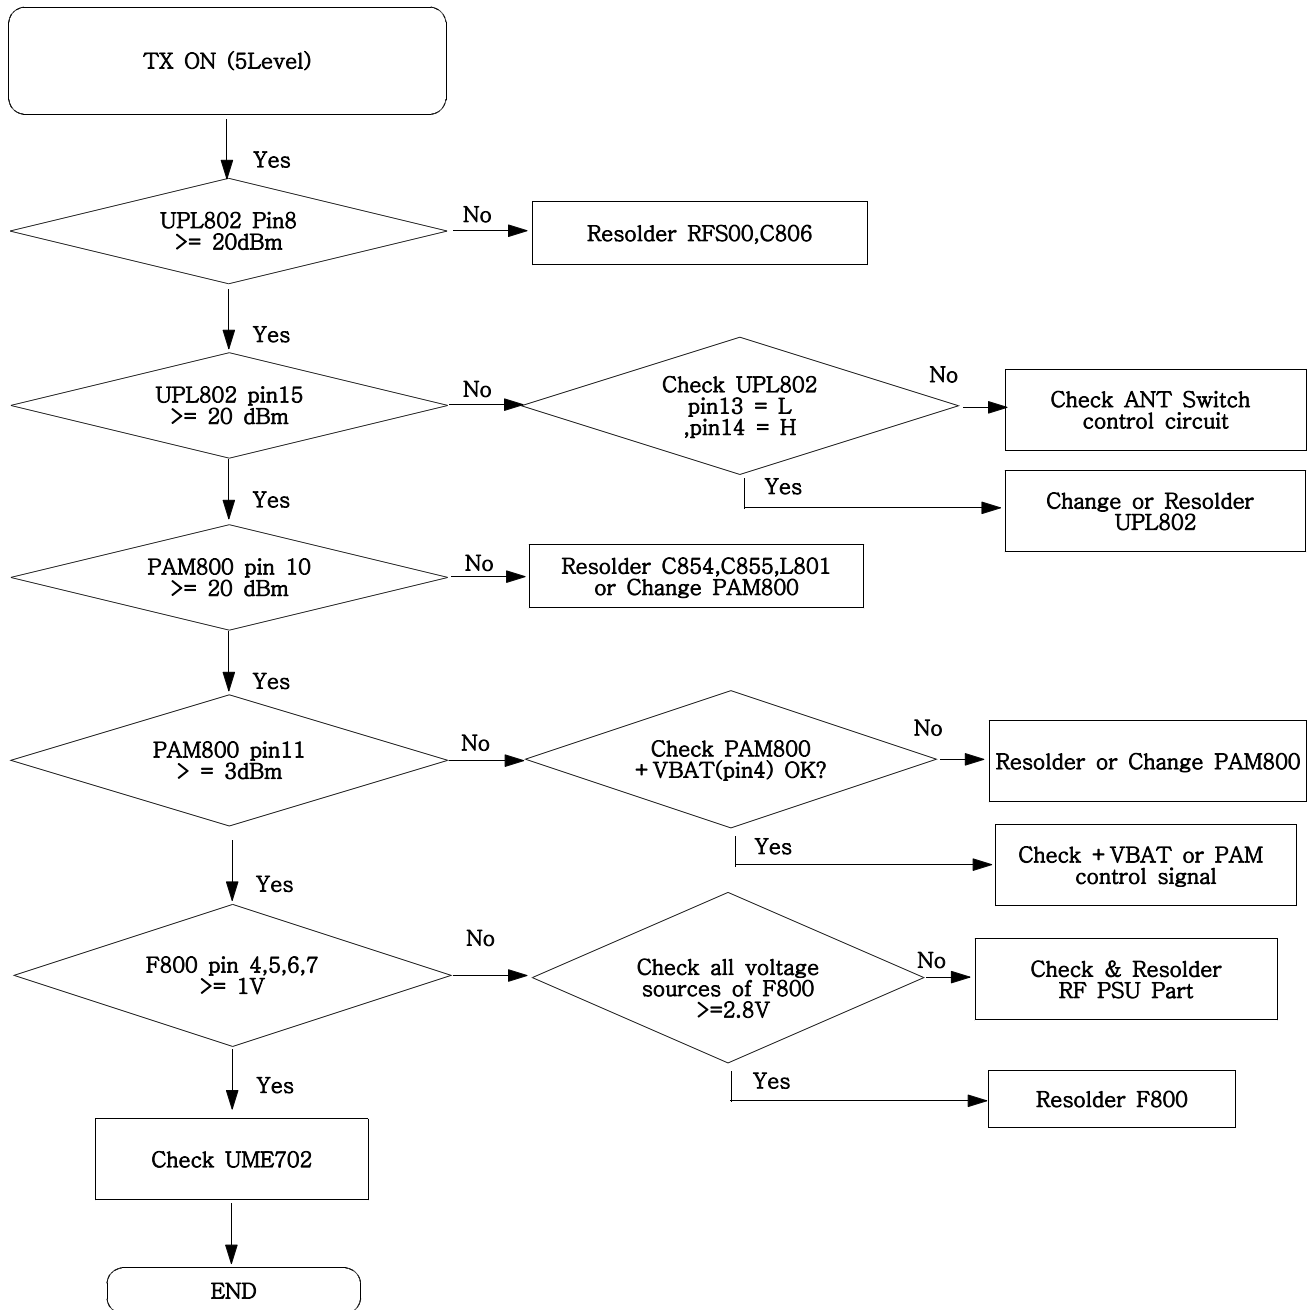 TX ON (5Level)
Yes
UPL802 Pin8
>= 20dBm
No
Resolder RFS00,C806
Yes
UPL802 pin15
>= 20 dBm
No
Check UPL802
pin13 = L
,pin14 = H
No
Check ANT Switch
control circuit
Yes
Change or Resolder
UPL802
Yes
PAM800 pin 10
>= 20 dBm
No
Resolder C854,C855,L801
or Change PAM800
Yes
PAM800 pin11
> = 3dBm
No
Check PAM800
+VBAT(pin4) OK?
No
Resolder or Change PAM800
Yes
Check +VBAT or PAM
control signal
Yes
F800 pin 4,5,6,7
>= 1V
No
Check all voltage
sources of F800
>=2.8V
No
Check & Resolder
RF PSU Part
Yes
Resolder F800
Yes
Check UME702
END